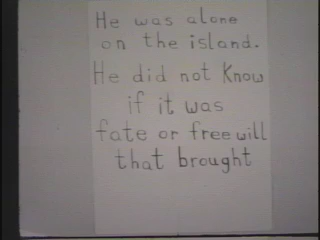 He was alone
on the island.
He did not Know
if it was
fate or free will
that brought